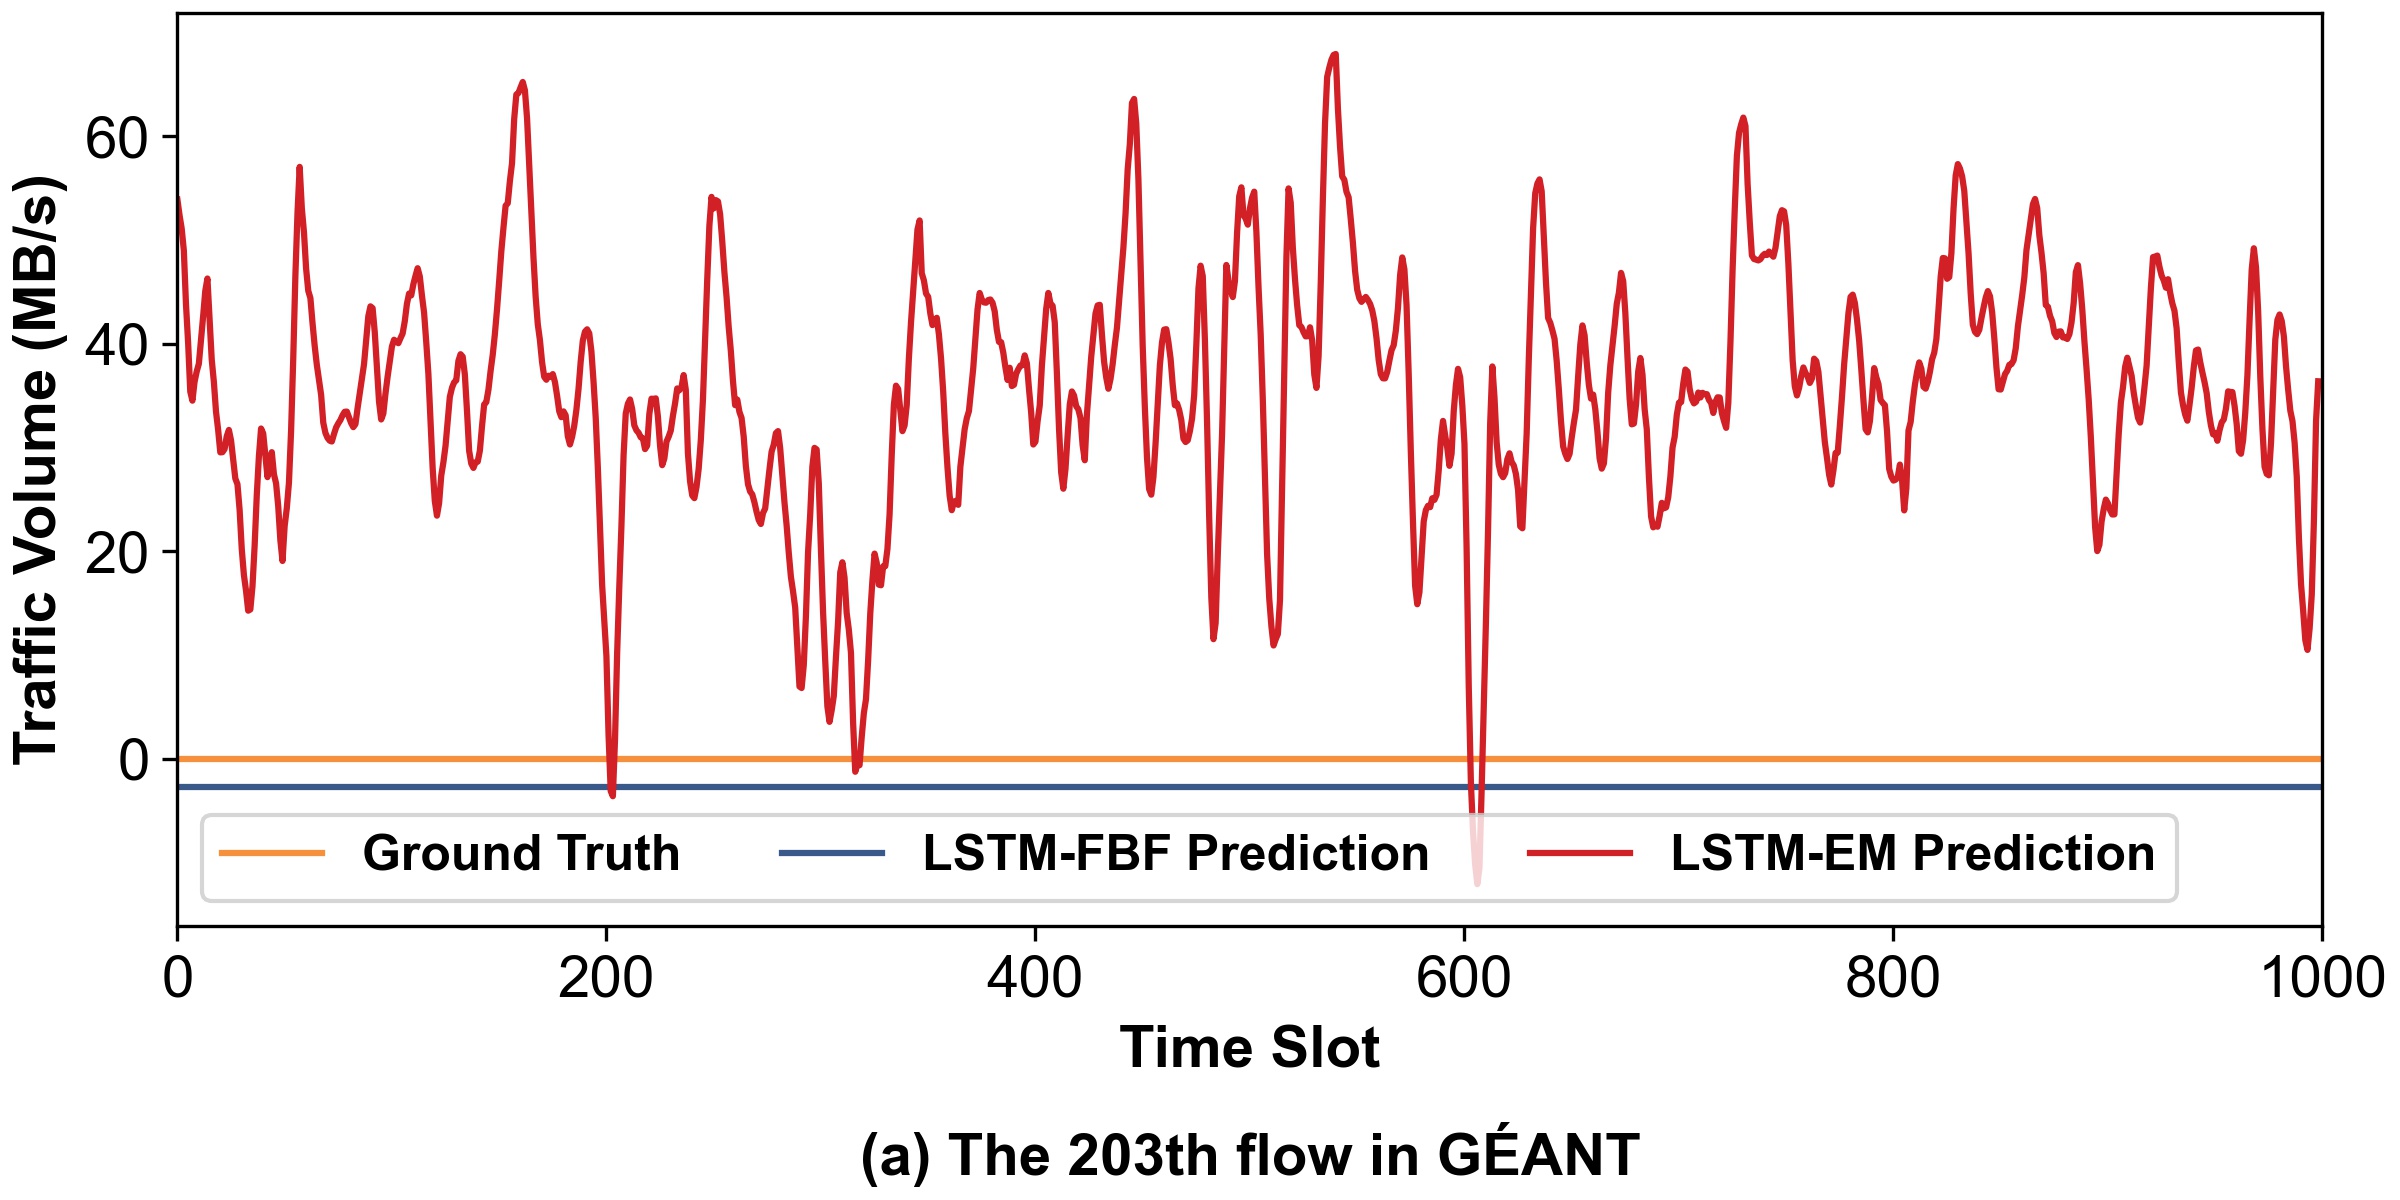 Traffic Volume (MB/s)
60
40
20
0
Ground Truth LSTM-FBF Prediction LSTM-EM Prediction
0 200 400 600 800 1000
Time Slot
(a) The 203th flow in GÉANT